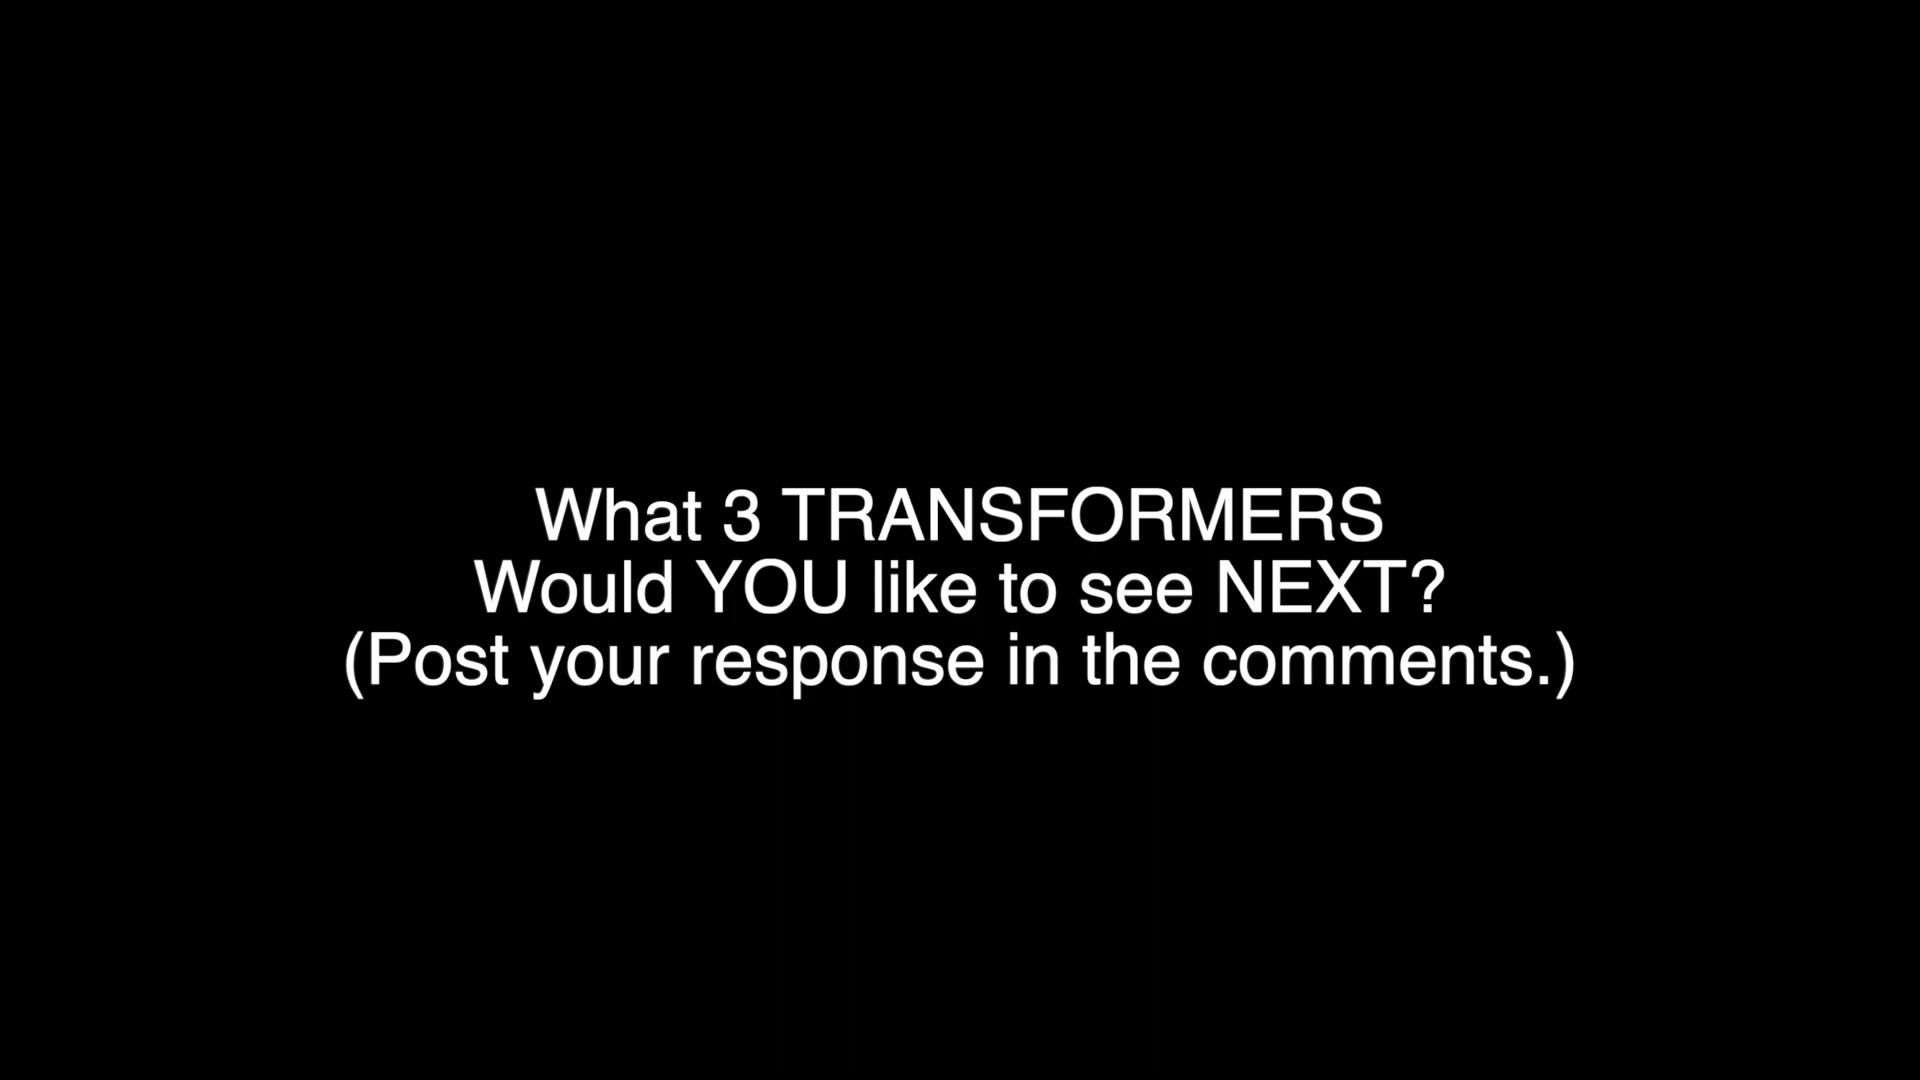 What 3 TRANSFORMERS
Would YOU like to see NEXT?
(Post your response in the comments.)